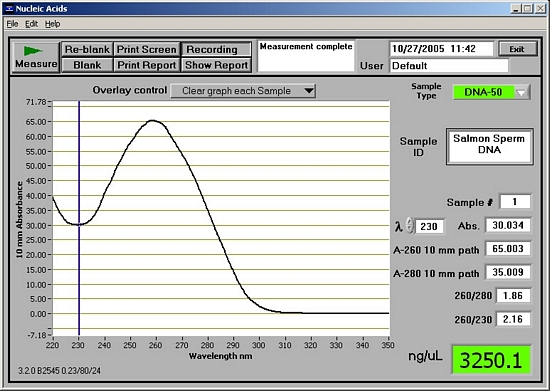 Nucleic Acids
File Edit Help
Measure
Re-blank Print Screen Recording
Blank Print Report Show Report
Measurement complete
10/27/2005 11:42
Exit
User Default
Overlay control Clear graph each Sample
Sample Type DNA-50
Sample ID
Salmon Sperm
DNA
Sample # 1
λ 230 Abs. 30.034
A-260 10 mm path 65.003
A-280 10 mm path 35.009
260/280 1.86
260/230 2.16
ng/uL 3250.1
10 mm Absorbance
71.78
65.00
60.00
55.00
50.00
45.00
40.00
35.00
30.00
25.00
20.00
15.00
10.00
5.00
0.00
-7.18
220 230 240 250 260 270 280 290 300 310 320 330 340 350
Wavelength nm
3.2.0 B2545 0.23/80/24